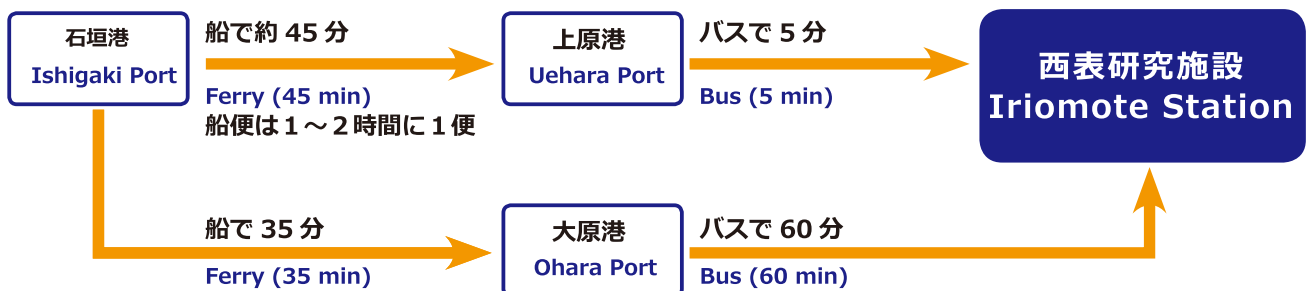 石垣港
Ishigaki Port
船で約 45 分
Ferry (45 min)
船便は１～２時間に１便
上原港
Uehara Port
バスで 5 分
Bus (5 min)
西表研究施設
Iriomote Station
船で 35 分
Ferry (35 min)
大原港
Ohara Port
バスで 60 分
Bus (60 min)